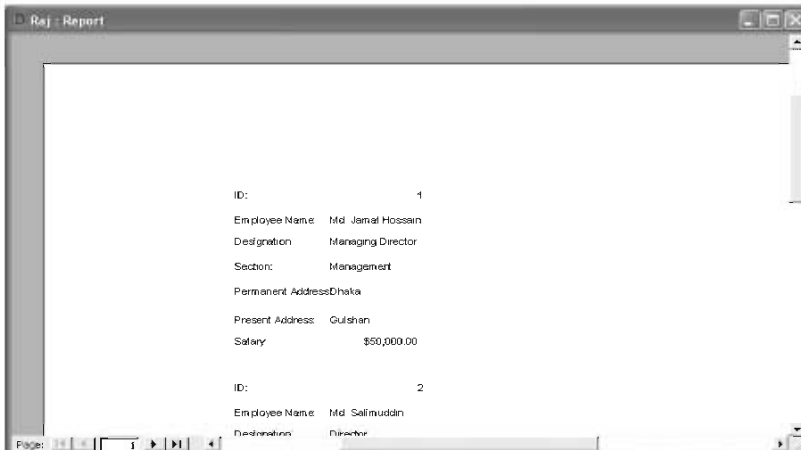 Raj : Report
ID: 1
Employee Name: Md Jamal Hossain
Designation Managing Director
Section: Management
Permanent Address Dhaka
Present Address: Gulshan
Salary $50,000.00
ID: 2
Employee Name: Md Salimuddin
Designation Director
Page: 1